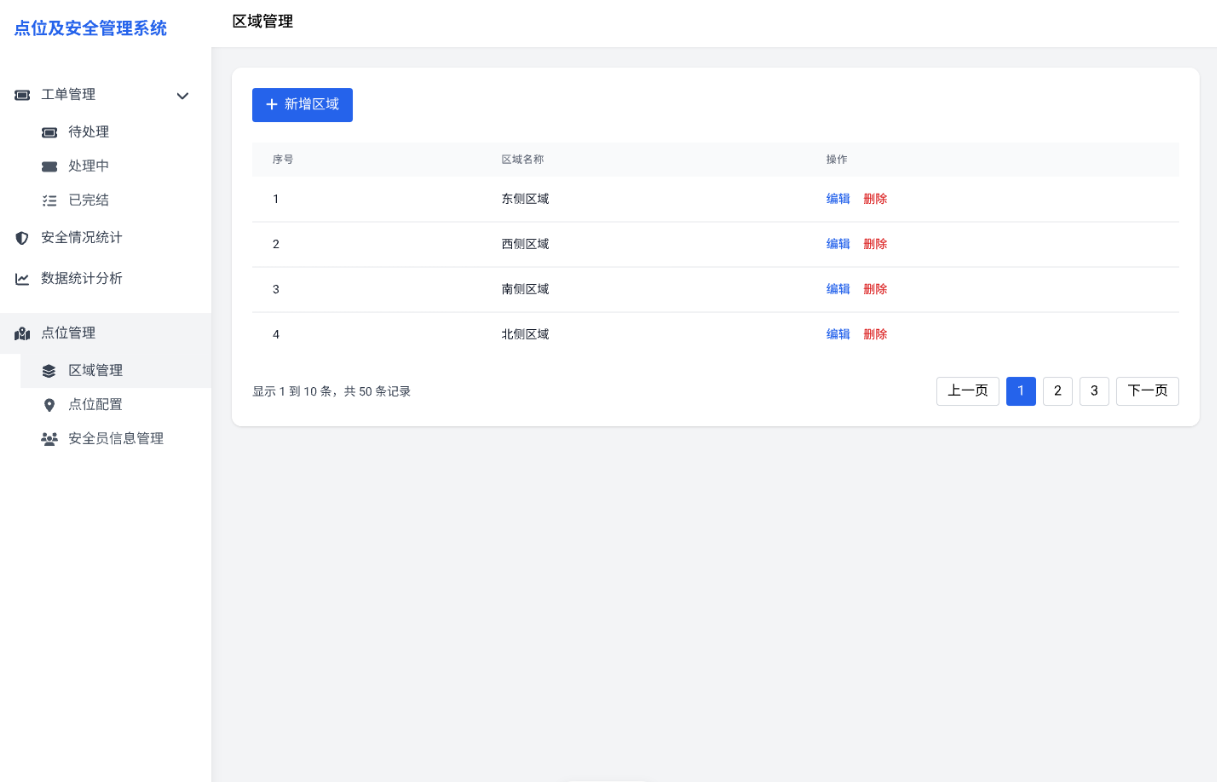 点位及安全管理系统
工单管理
待处理
处理中
已完结
安全情况统计
数据统计分析
点位管理
区域管理
点位配置
安全员信息管理
区域管理
新增区域
序号 区域名称 操作
1 东侧区域 编辑 删除
2 西侧区域 编辑 删除
3 南侧区域 编辑 删除
4 北侧区域 编辑 删除
显示 1 到 10 条，共 50 条记录
上一页 1 2 3 下一页